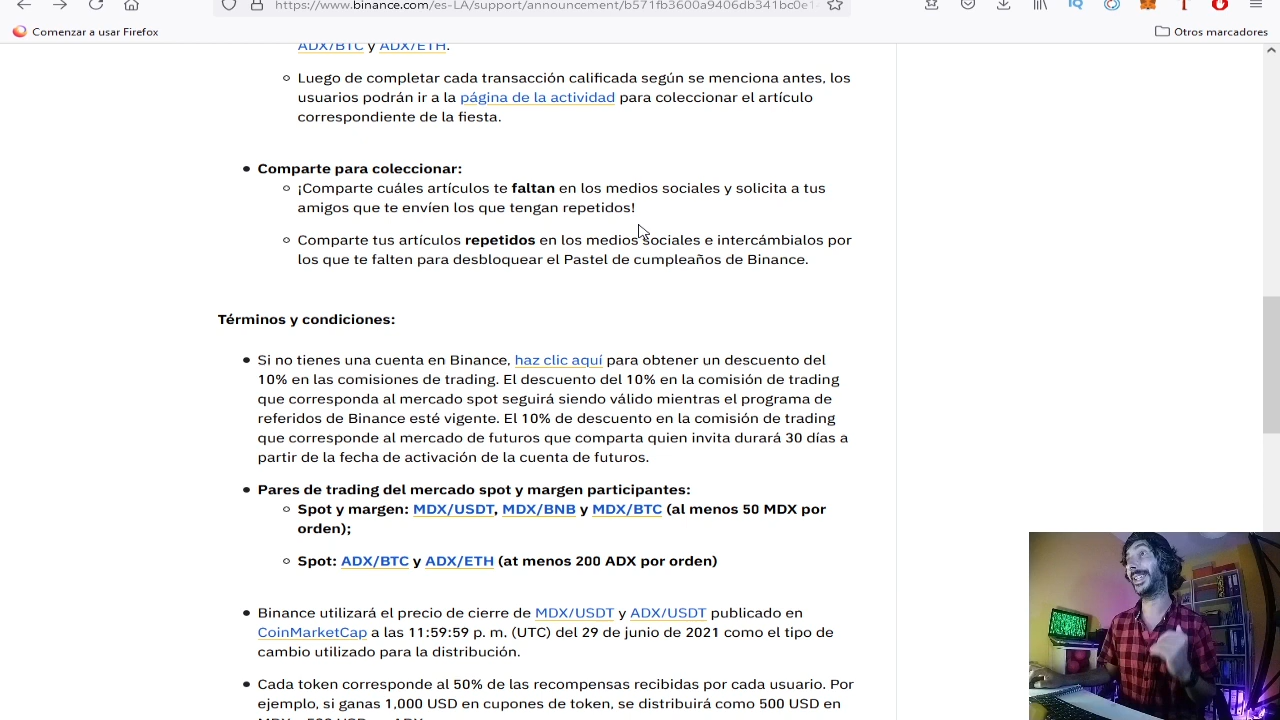 https://www.binance.com/es-LA/support/announcement/b571fb3600a9406db341bc0e1
Comenzar a usar Firefox
Otros marcadores
ADX/BTC y ADX/ETH.
Luego de completar cada transacción calificada según se menciona antes, los
usuarios podrán ir a la página de la actividad para coleccionar el artículo
correspondiente de la fiesta.
Comparte para coleccionar:
¡Comparte cuáles artículos te faltan en los medios sociales y solicita a tus
amigos que te envíen los que tengan repetidos!
Comparte tus artículos repetidos en los medios sociales e intercámbialos por
los que te falten para desbloquear el Pastel de cumpleaños de Binance.
Términos y condiciones:
Si no tienes una cuenta en Binance, haz clic aquí para obtener un descuento del
10% en las comisiones de trading. El descuento del 10% en la comisión de trading
que corresponda al mercado spot seguirá siendo válido mientras el programa de
referidos de Binance esté vigente. El 10% de descuento en la comisión de trading
que corresponde al mercado de futuros que comparta quien invita durará 30 días a
partir de la fecha de activación de la cuenta de futuros.
Pares de trading del mercado spot y margen participantes:
Spot y margen: MDX/USDT, MDX/BNB y MDX/BTC (al menos 50 MDX por
orden);
Spot: ADX/BTC y ADX/ETH (at menos 200 ADX por orden)
Binance utilizará el precio de cierre de MDX/USDT y ADX/USDT publicado en
CoinMarketCap a las 11:59:59 p. m. (UTC) del 29 de junio de 2021 como el tipo de
cambio utilizado para la distribución.
Cada token corresponde al 50% de las recompensas recibidas por cada usuario. Por
ejemplo, si ganas 1,000 USD en cupones de token, se distribuirá como 500 USD en